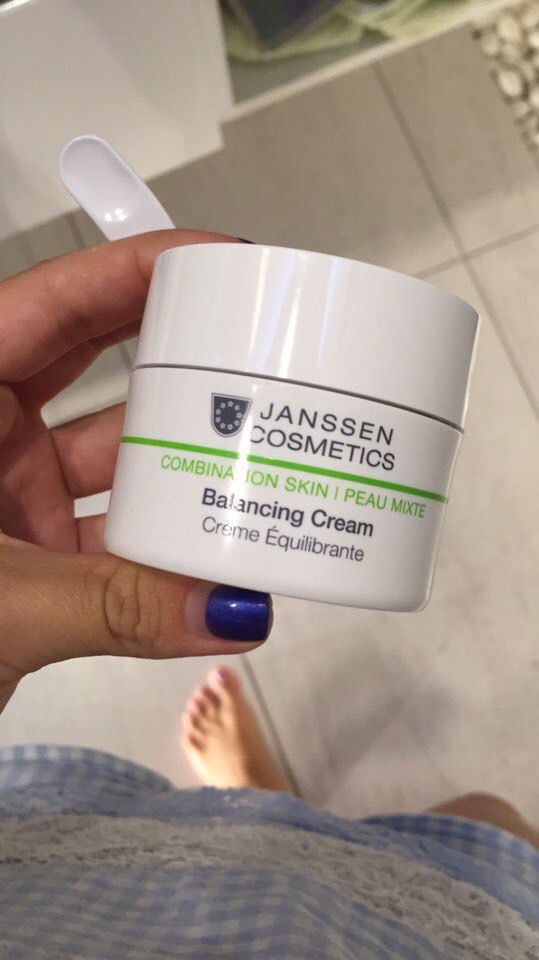 JANSSEN
COSMETICS
COMBINATION SKIN | PEAU MIXTE
Balancing Cream
Crème Équilibrante